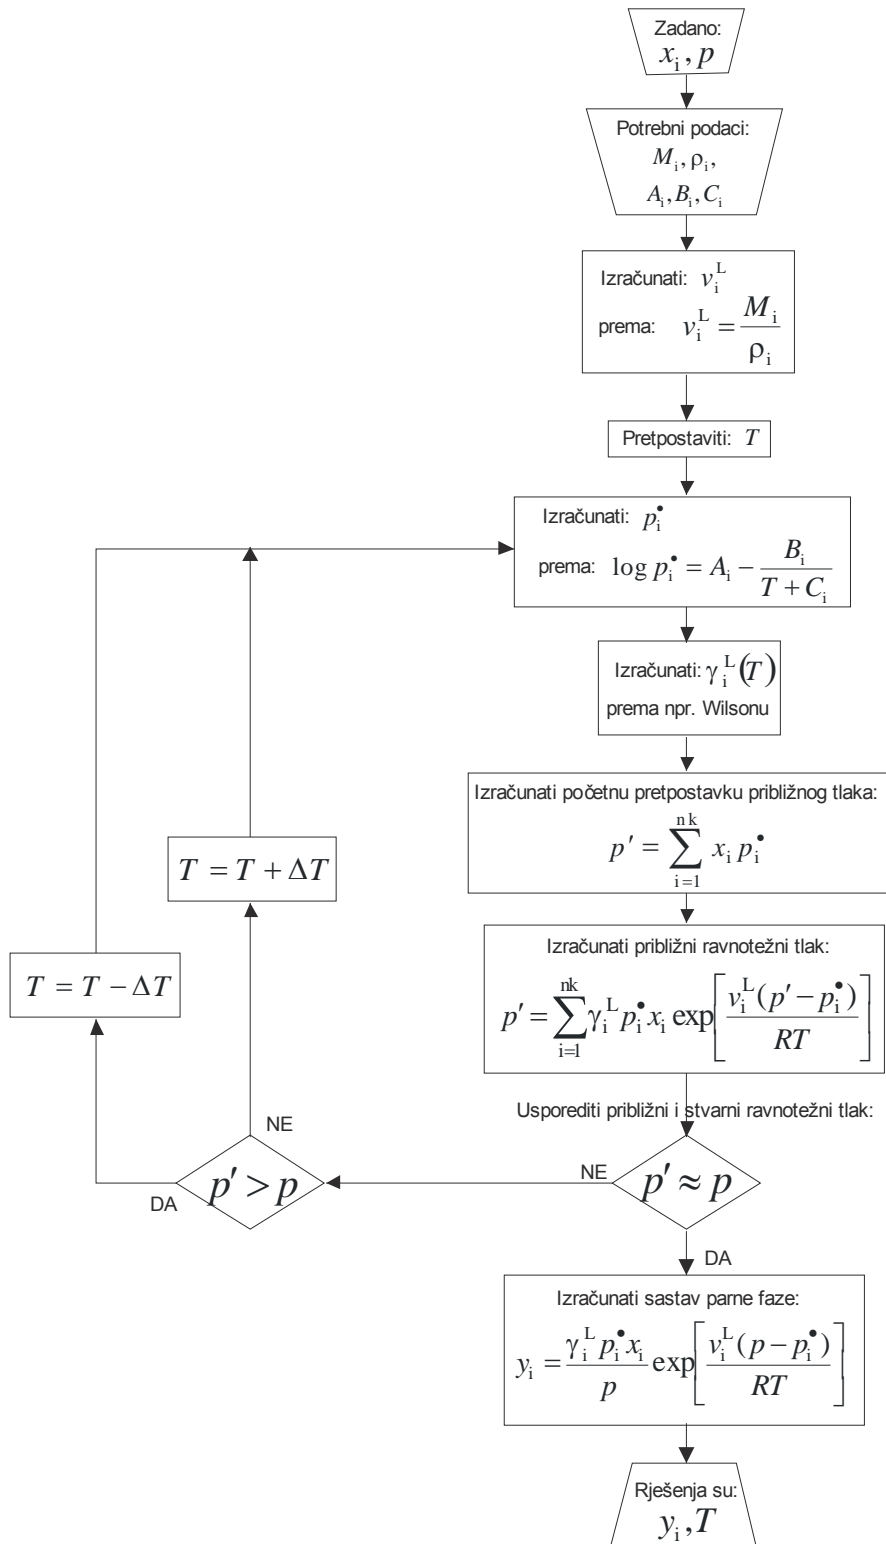 Zadano:
x_i, p
Potrebni podaci:
M_i, ρ_i,
A_i, B_i, C_i
Izračunati: v_i^L
prema: v_i^L = M_i / ρ_i
Pretpostaviti: T
Izračunati: p_i^•
prema: log p_i^• = A_i − B_i / (T + C_i)
Izračunati: γ_i^L (T)
prema npr. Wilsonu
Izračunati početnu pretpostavku približnog tlaka:
p′ = ∑_{i=1}^{nk} x_i p_i^•
T = T + ΔT
Izračunati približni ravnotežni tlak:
p′ = ∑_{i=1}^{nk} γ_i^L p_i^• x_i exp[v_i^L (p′ − p_i^•) / RT]
T = T − ΔT
Usporediti približni i stvarni ravnotežni tlak:
NE
p′ > p
DA
NE
p′ ≈ p
DA
Izračunati sastav parne faze:
y_i = γ_i^L p_i^• x_i / p exp[v_i^L (p − p_i^•) / RT]
Rješenja su:
y_i, T